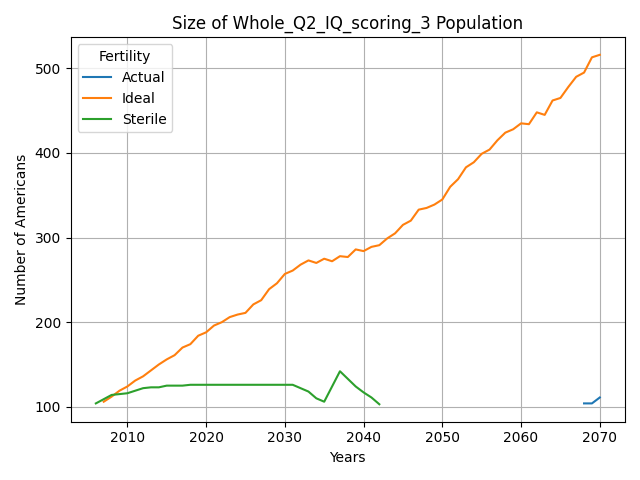 Size of Whole_Q2_IQ_scoring_3 Population
Fertility
Actual
Ideal
Sterile
Number of Americans
500
400
300
200
100
2010 2020 2030 2040 2050 2060 2070
Years